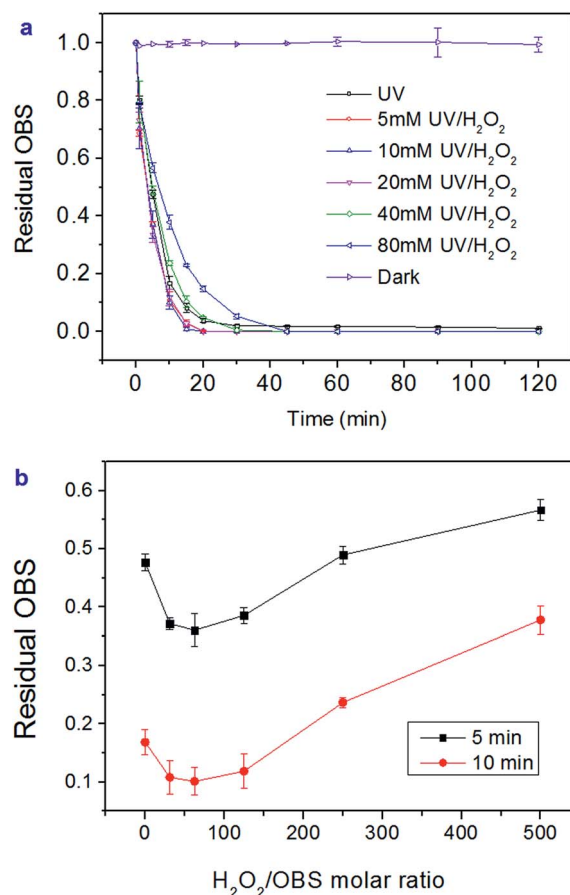 a
1.0
0.8
0.6
0.4
0.2
0.0
Residual OBS
UV
5mM UV/H₂O₂
10mM UV/H₂O₂
20mM UV/H₂O₂
40mM UV/H₂O₂
80mM UV/H₂O₂
Dark
0 20 40 60 80 100 120
Time (min)
b
0.6
0.5
0.4
0.3
0.2
0.1
Residual OBS
5 min
10 min
0 100 200 300 400 500
H₂O₂/OBS molar ratio